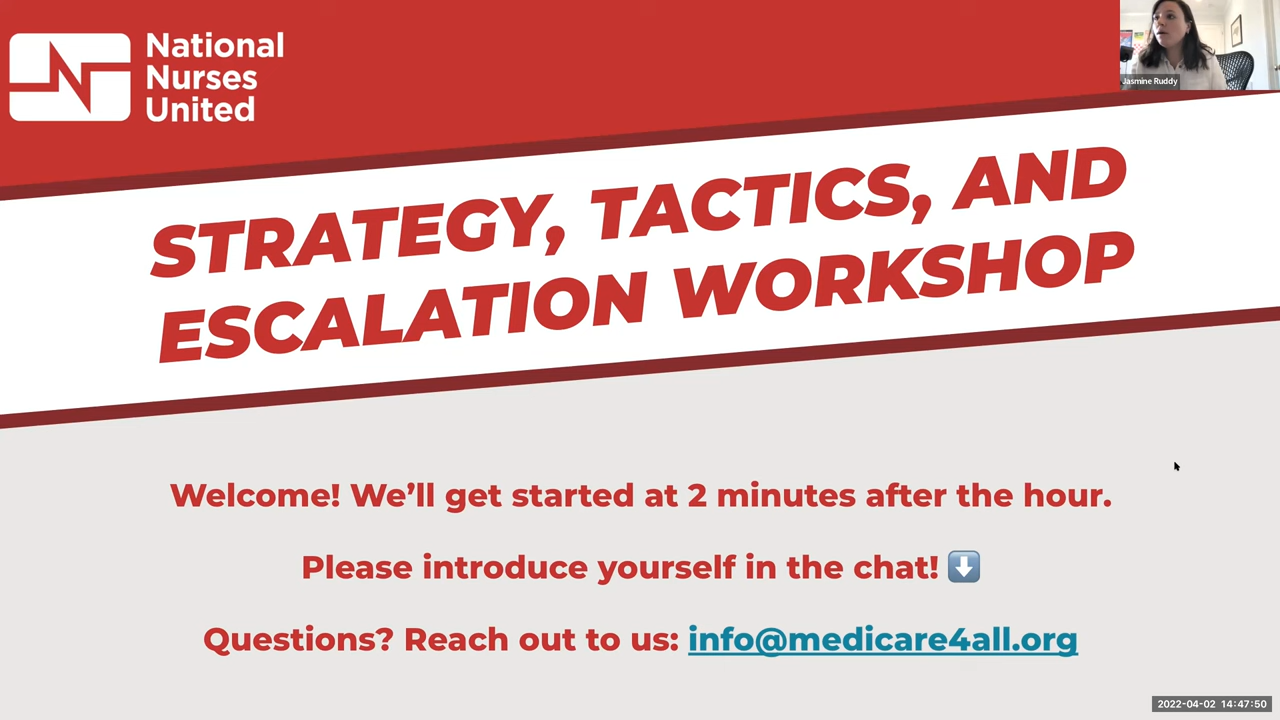 National
Nurses
United
Jasmine Ruddy
STRATEGY, TACTICS, AND
ESCALATION WORKSHOP
Welcome! We’ll get started at 2 minutes after the hour.
Please introduce yourself in the chat! ⬇️
Questions? Reach out to us: info@medicare4all.org
2022-04-02 14:47:50